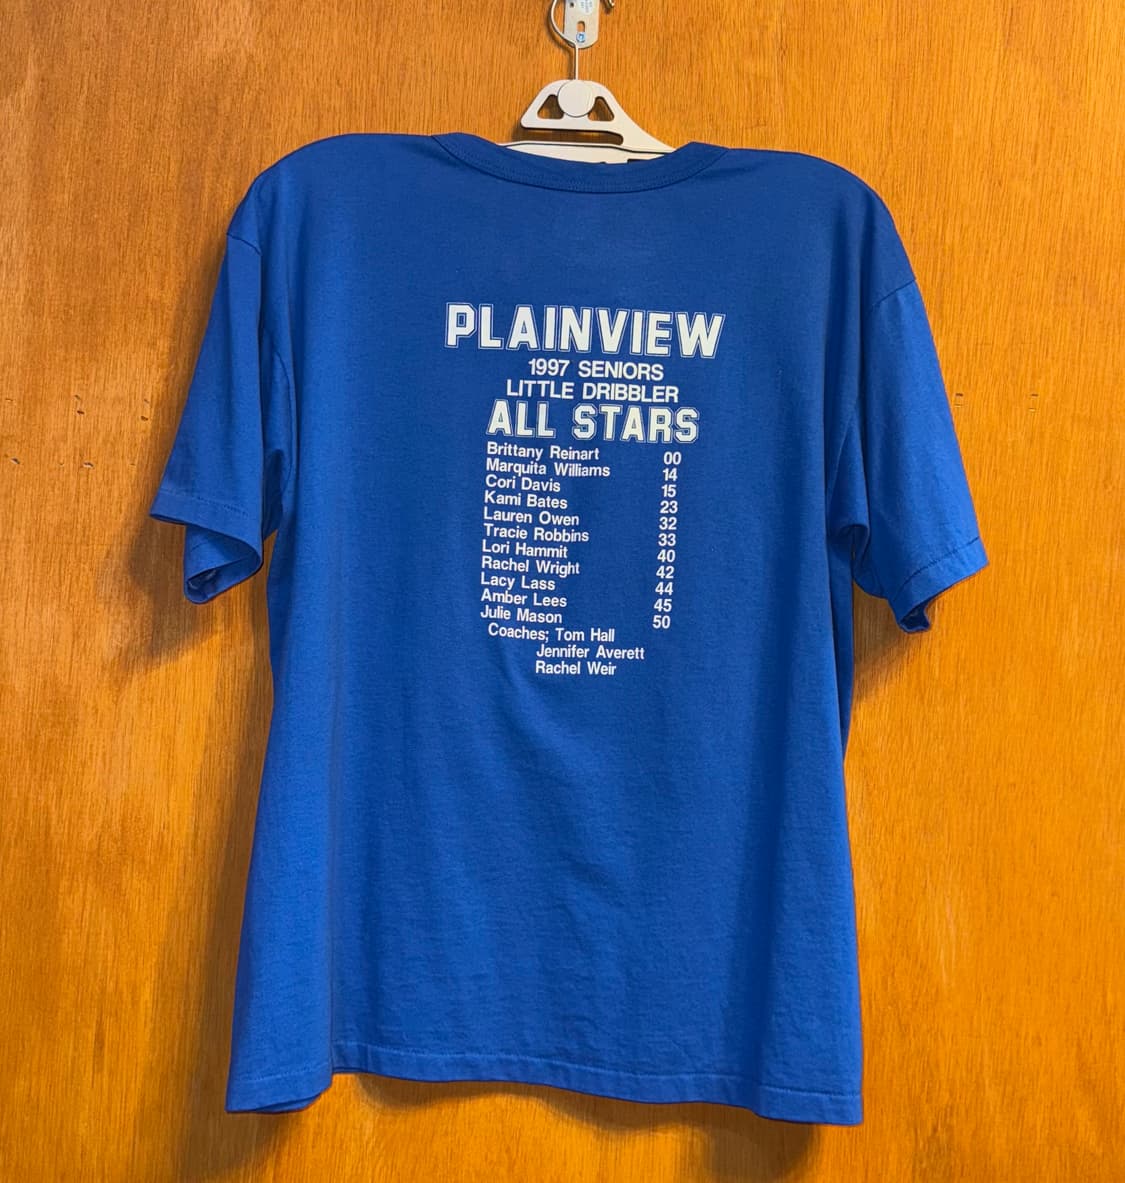 PLAINVIEW
1997 SENIORS
LITTLE DRIBBLER
ALL STARS
Brittany Reinart 00
Marquita Williams 14
Cori Davis 15
Kami Bates 23
Lauren Owen 32
Tracie Robbins 33
Lori Hammit 40
Rachel Wright 42
Lacy Lass 44
Amber Lees 45
Julie Mason 50
Coaches; Tom Hall
Jennifer Averett
Rachel Weir